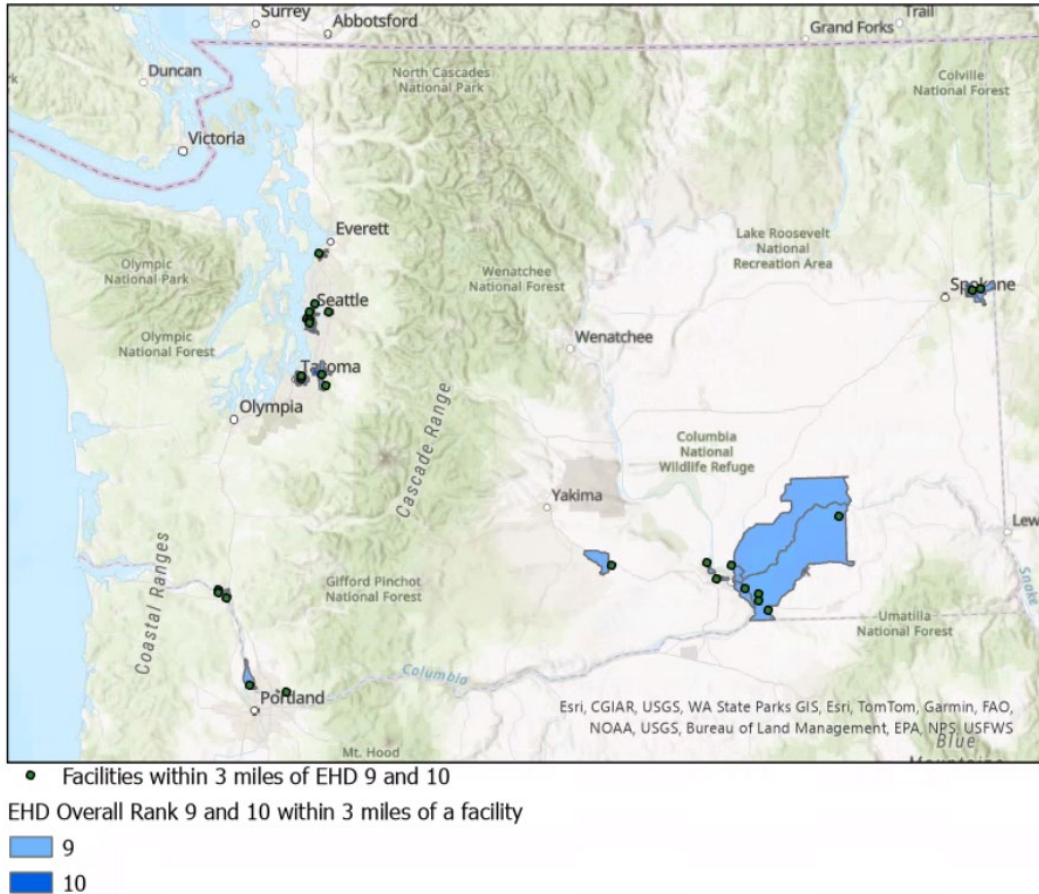 Surrey
Abbotsford
Trail
Grand Forks
Duncan
North Cascades
National Park
Colville
National Forest
Victoria
Everett
Lake Roosevelt
National
Recreation Area
Olympic
National Park
Wenatchee
National Forest
Spokane
Seattle
Olympic
National Forest
Wenatchee
Tacoma
Olympia
Cascade Range
Columbia
National
Wildlife Refuge
Yakima
Lew
Coastal Ranges
Gifford Pinchot
National Forest
Snake
Umatilla
National Forest
Columbia
Portland
Esri, CGIAR, USGS, WA State Parks GIS, Esri, TomTom, Garmin, FAO,
NOAA, USGS, Bureau of Land Management, EPA, NPS, USFWS
Mt. Hood
Blue
Facilities within 3 miles of EHD 9 and 10
EHD Overall Rank 9 and 10 within 3 miles of a facility
9
10